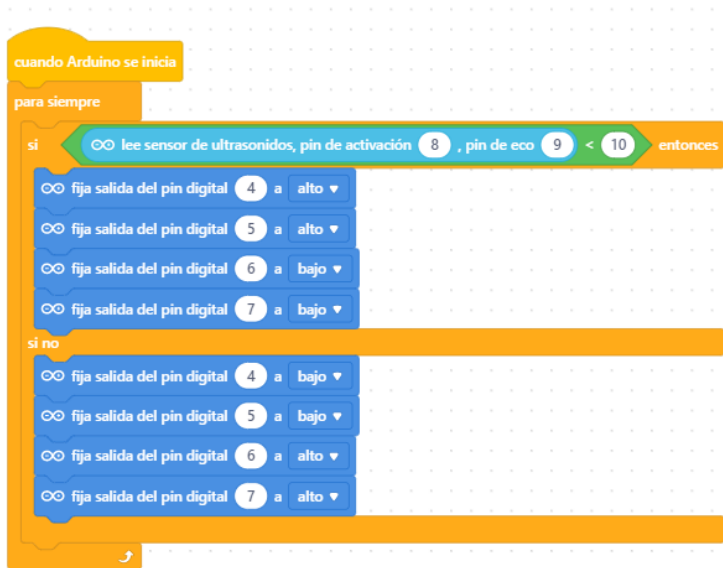 cuando Arduino se inicia
para siempre
si lee sensor de ultrasonidos, pin de activación 8 , pin de eco 9 < 10 entonces
fija salida del pin digital 4 a alto
fija salida del pin digital 5 a alto
fija salida del pin digital 6 a bajo
fija salida del pin digital 7 a bajo
si no
fija salida del pin digital 4 a bajo
fija salida del pin digital 5 a bajo
fija salida del pin digital 6 a alto
fija salida del pin digital 7 a alto